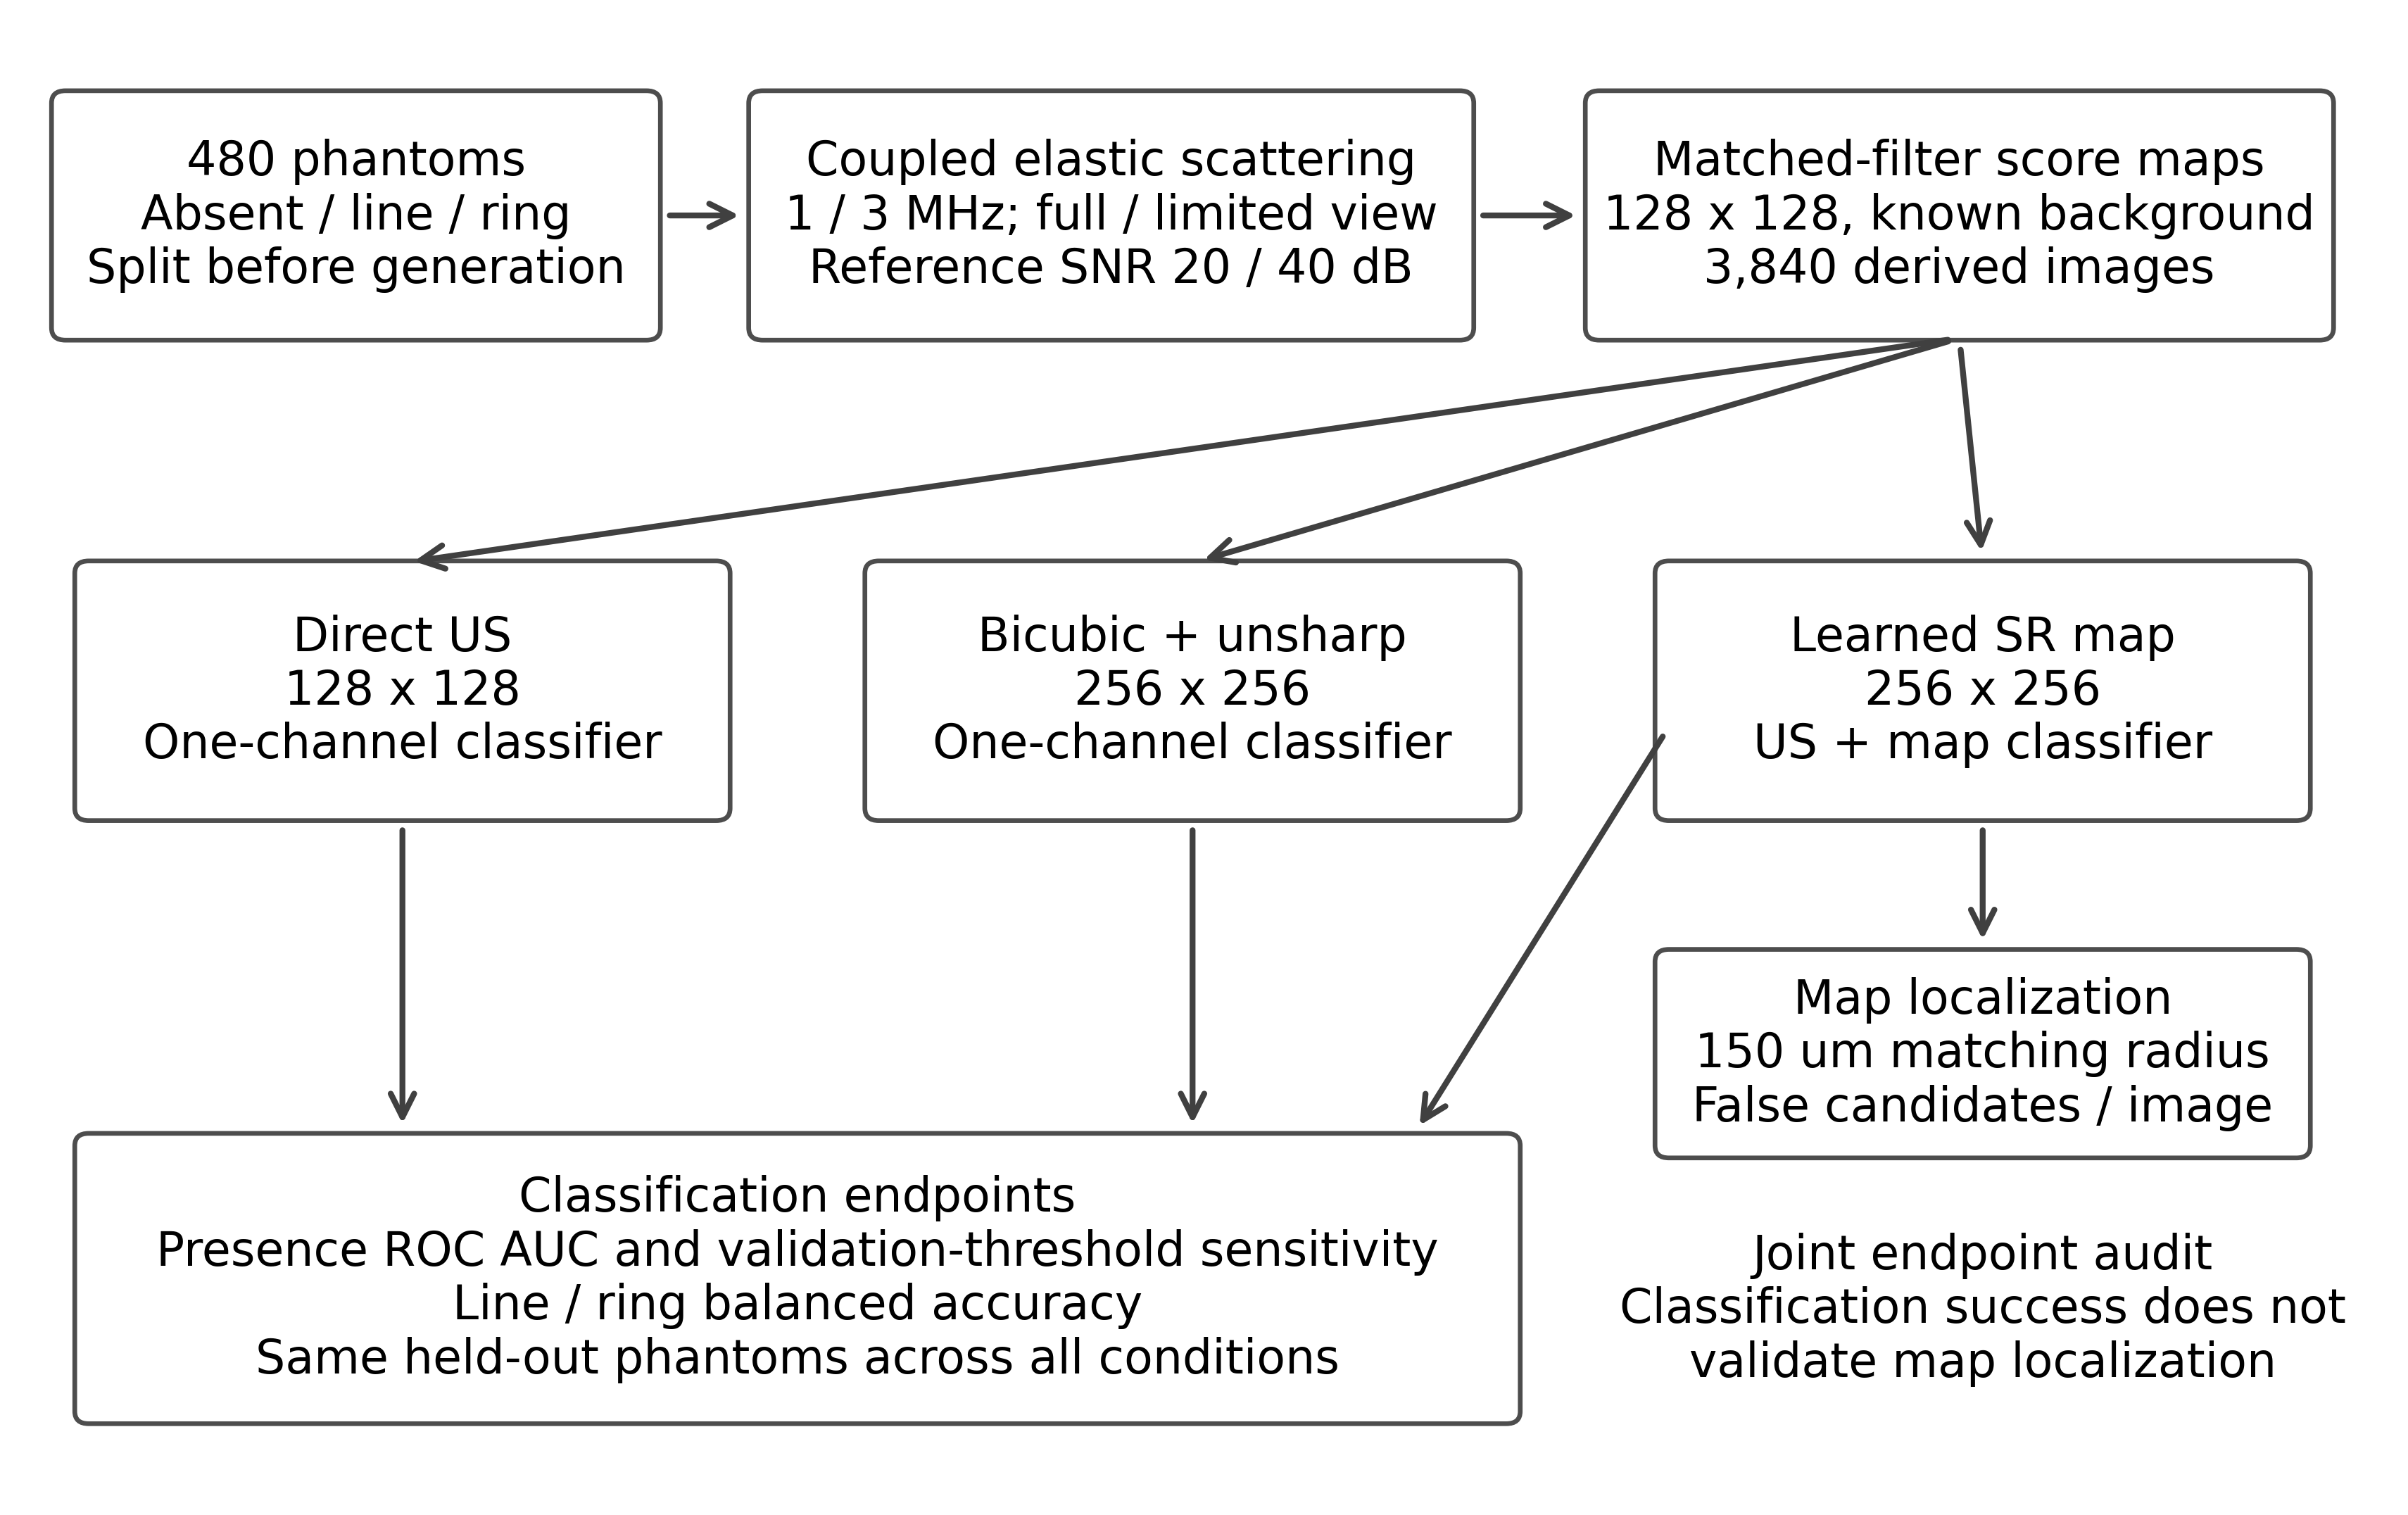 480 phantoms
Absent / line / ring
Split before generation
Coupled elastic scattering
1 / 3 MHz; full / limited view
Reference SNR 20 / 40 dB
Matched-filter score maps
128 x 128, known background
3,840 derived images
Direct US
128 x 128
One-channel classifier
Bicubic + unsharp
256 x 256
One-channel classifier
Learned SR map
256 x 256
US + map classifier
Map localization
150 um matching radius
False candidates / image
Classification endpoints
Presence ROC AUC and validation-threshold sensitivity
Line / ring balanced accuracy
Same held-out phantoms across all conditions
Joint endpoint audit
Classification success does not
validate map localization